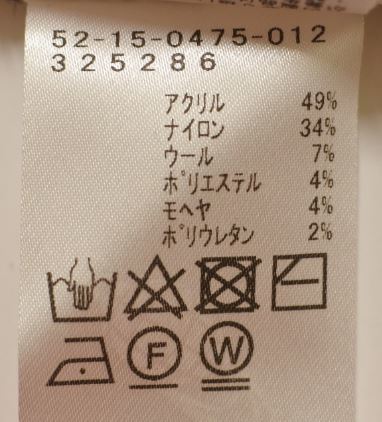 52-15-0475-012
325286
アクリル 49%
ナイロン 34%
ウール 7%
ポリエステル 4%
モヘヤ 4%
ポリウレタン 2%
F W